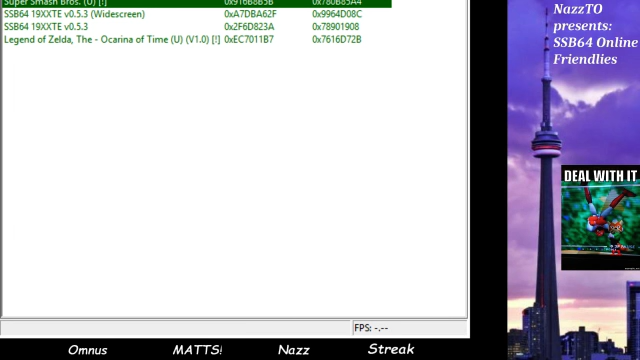 Super Smash Bros. (U) [!] 0x916B8B5B 0x780B85A4
SSB64 19XXTE v0.5.3 (Widescreen) 0xA7DBA62F 0x9964D08C
SSB64 19XXTE v0.5.3 0x2F6D823A 0x78901908
Legend of Zelda, The - Ocarina of Time (U) (V1.0) [!] 0xEC7011B7 0x7616D72B
NazzTO
presents:
SSB64 Online
Friendlies
DEAL WITH IT
FPS: -.--
Omnus MATTS! Nazz Streak